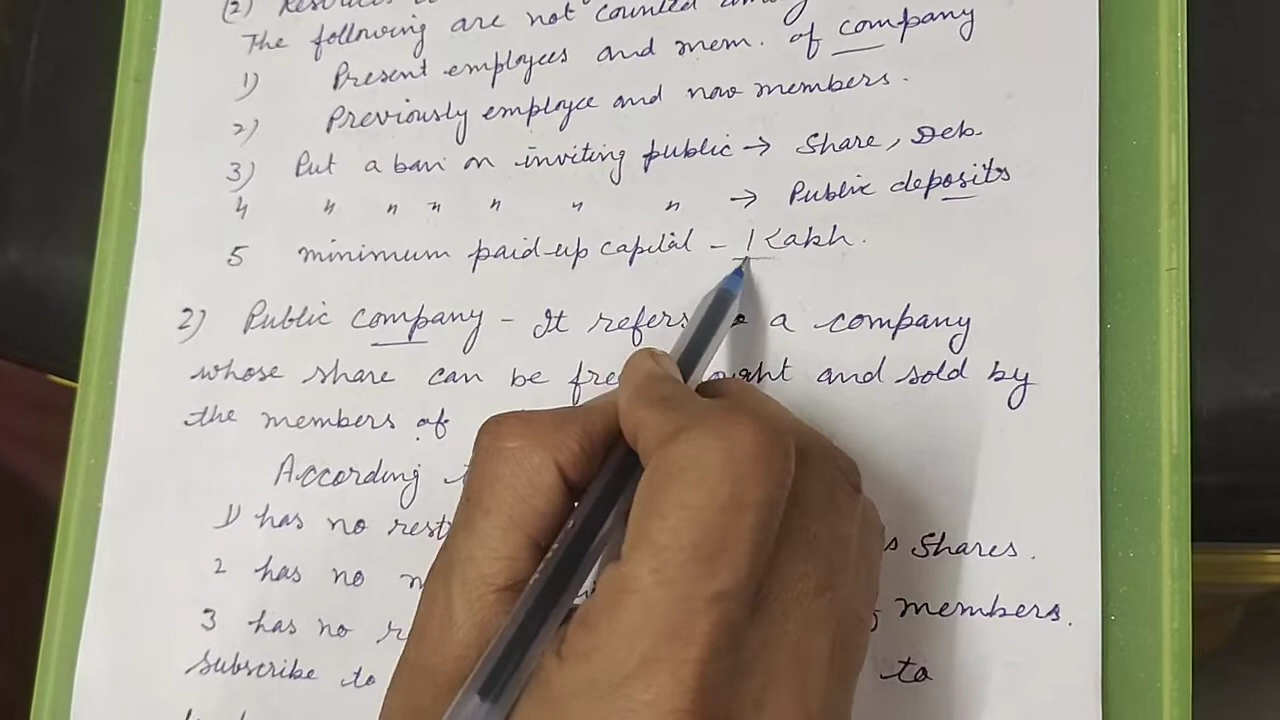 (2)
The following are not counted
1) Present employees and mem. of company
2) Previously employee and now members.
3) Put a ban on inviting public → Share, Deb
4 " " " " " " → Public deposits
5 minimum paid-up capital - 1 Lakh.
2) Public company - It refers a company
whose share can be and sold by
the members of
According
1) has no Shares.
2 has no members.
3 has no
subscribe to to